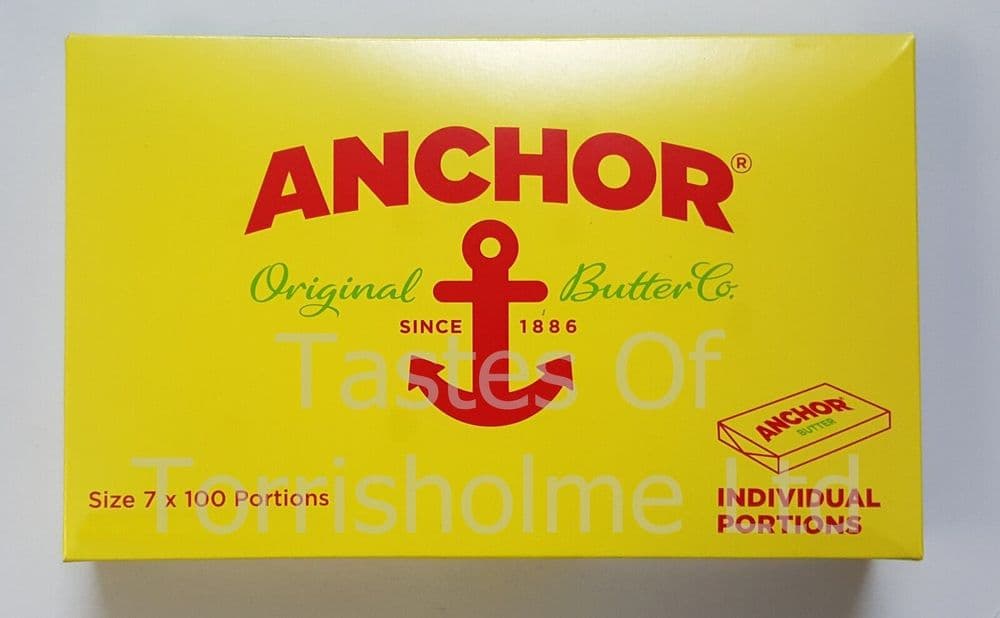 ANCHOR®
Original Butter Co.
SINCE 1886
Tastes Of
ANCHOR
BUTTER
Torrisholme Ltd
Size 7 x 100 Portions
INDIVIDUAL
PORTIONS